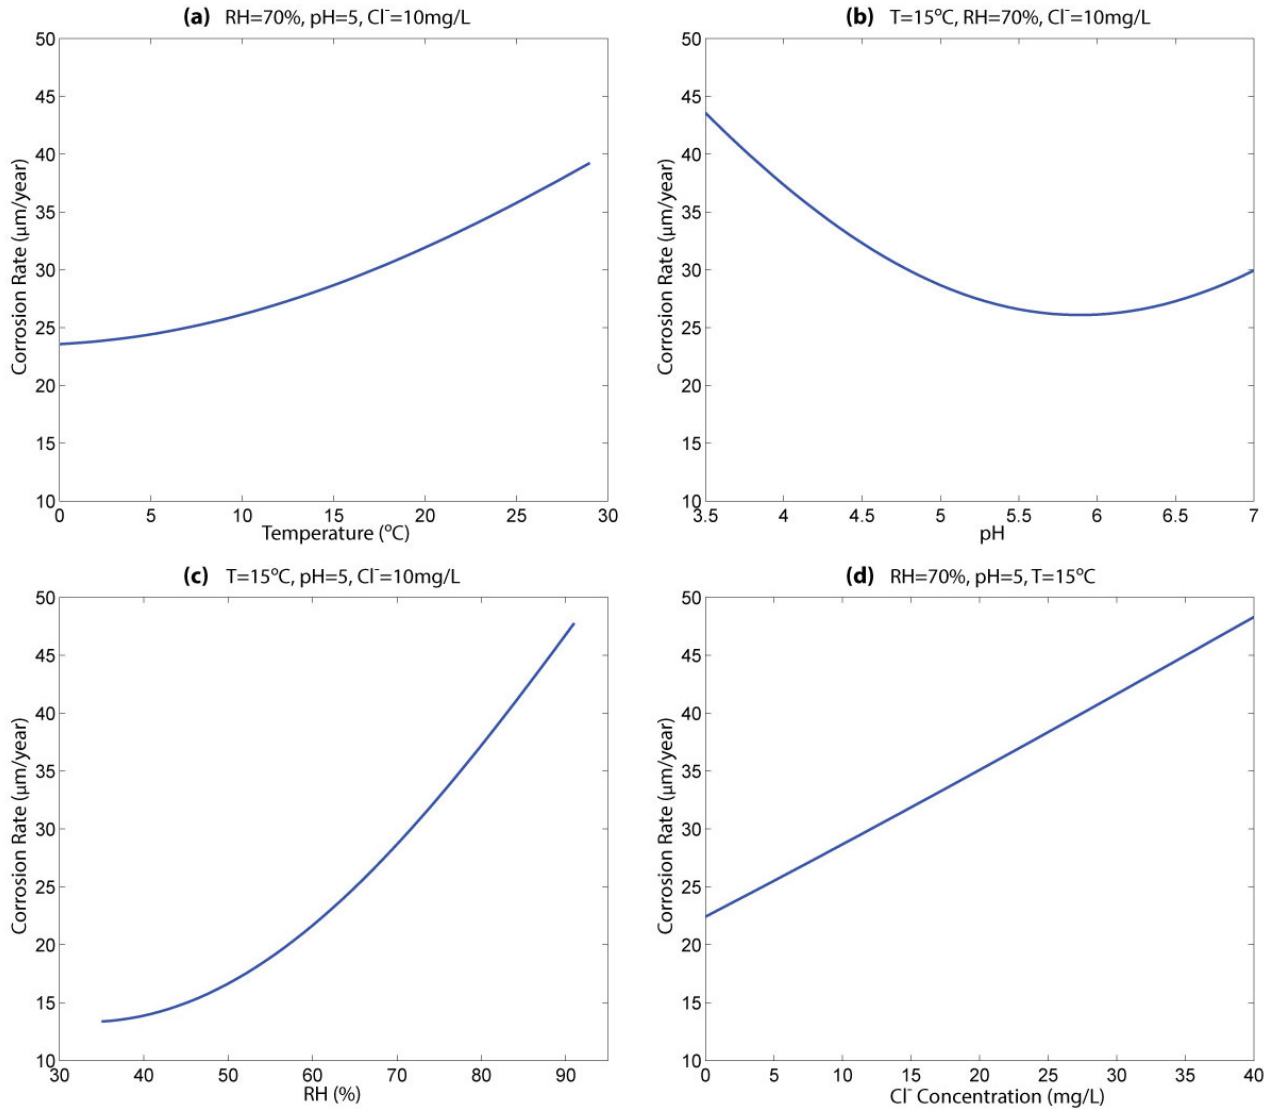 (a) RH=70%, pH=5, Cl⁻=10mg/L
50
45
40
35
30
25
20
15
10
Corrosion Rate (μm/year)
0 5 10 15 20 25 30
Temperature (°C)
(b) T=15°C, RH=70%, Cl⁻=10mg/L
50
45
40
35
30
25
20
15
10
Corrosion Rate (μm/year)
3.5 4 4.5 5 5.5 6 6.5 7
pH
(c) T=15°C, pH=5, Cl⁻=10mg/L
50
45
40
35
30
25
20
15
10
Corrosion Rate (μm/year)
30 40 50 60 70 80 90
RH (%)
(d) RH=70%, pH=5, T=15°C
50
45
40
35
30
25
20
15
10
Corrosion Rate (μm/year)
0 5 10 15 20 25 30 35 40
Cl⁻ Concentration (mg/L)